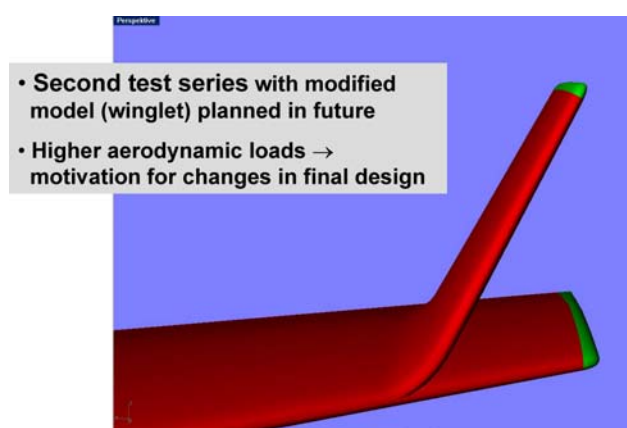 Perspektive
• Second test series with modified
model (winglet) planned in future
• Higher aerodynamic loads →
motivation for changes in final design